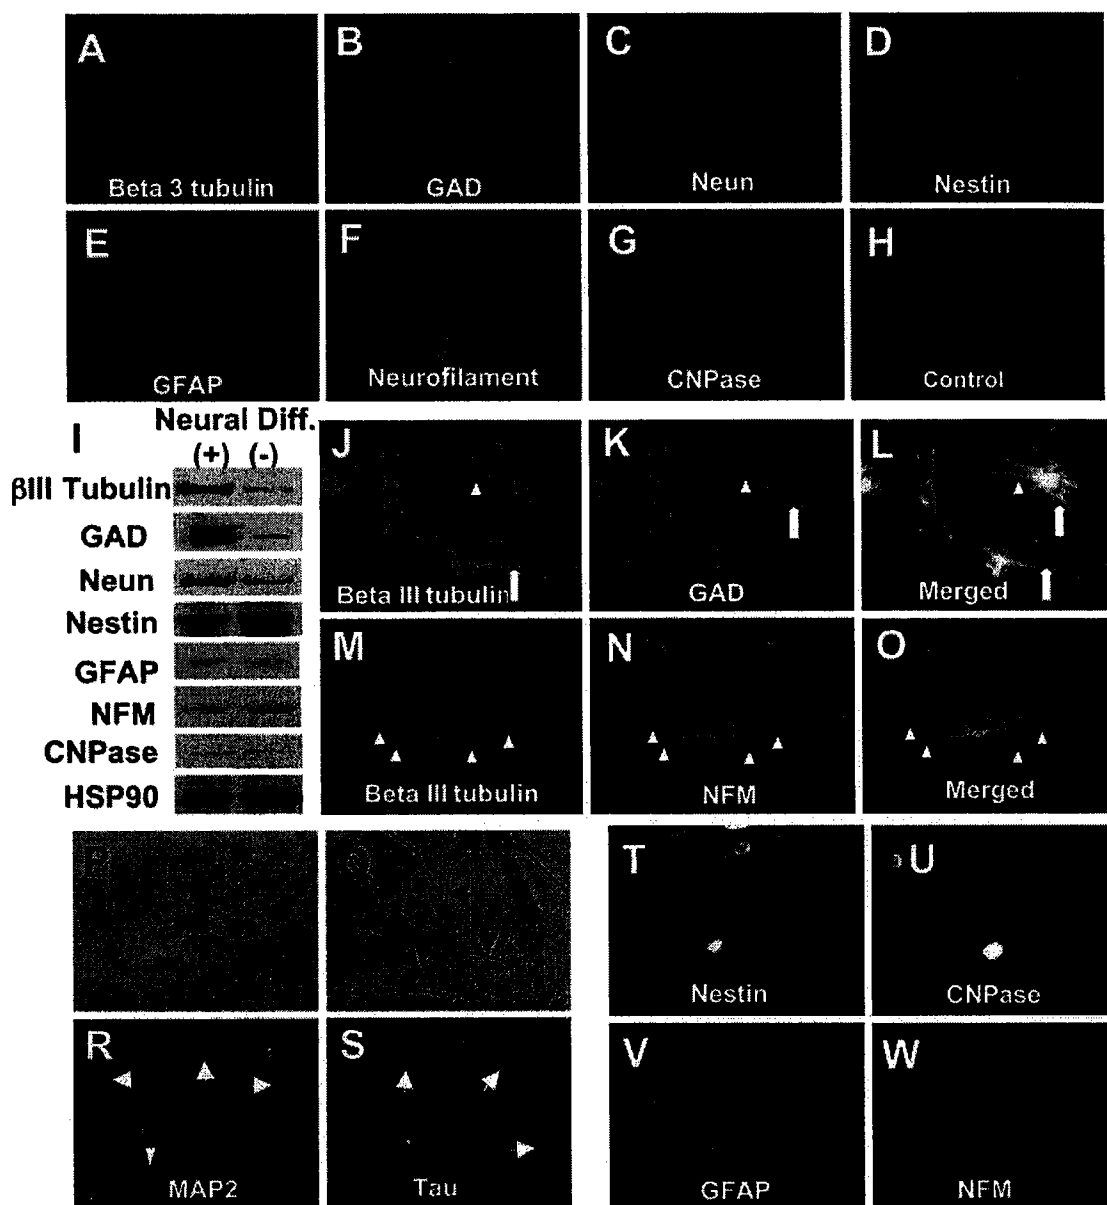 A
B
C
D
Beta 3 tubulin
GAD
Neun
Nestin
E
F
G
H
GFAP
Neurofilament
CNPase
Control
I
Neural Diff.
(+) (-)
βIII Tubulin
GAD
Neun
Nestin
GFAP
NFM
CNPase
HSP90
J
K
L
Beta III tubulin
GAD
Merged
M
N
O
Beta III tubulin
NFM
Merged
P
Q
R
S
MAP2
Tau
T
U
Nestin
CNPase
V
W
GFAP
NFM